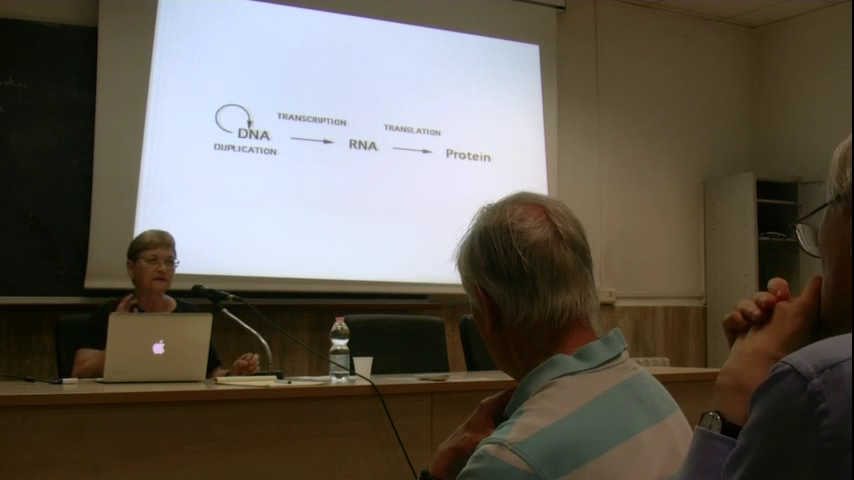 TRANSCRIPTION
TRANSLATION
DNA
RNA
Protein
DUPLICATION